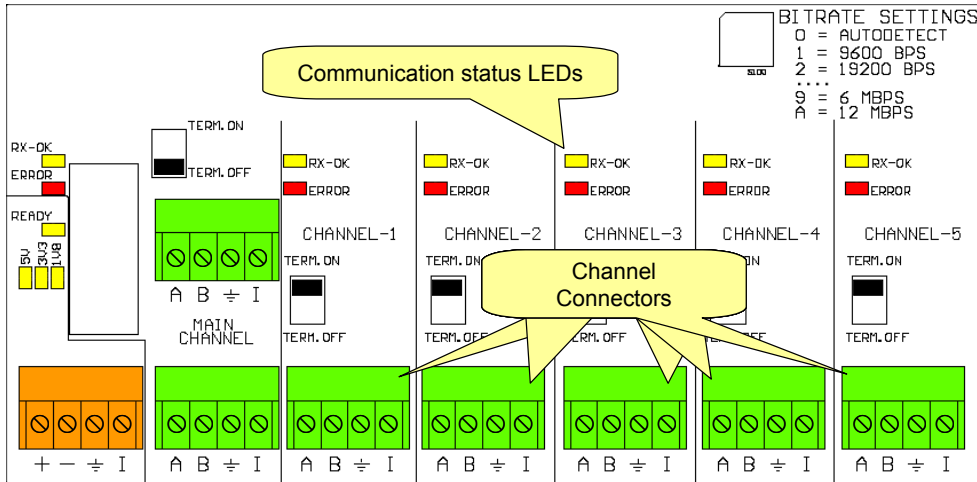 BITRATE SETTINGS
0 = AUTODETECT
1 = 9600 BPS
2 = 19200 BPS
....
9 = 6 MBPS
A = 12 MBPS
S100
Communication status LEDs
TERM.ON
TERM.OFF
RX-OK
ERROR
READY
5V
3V3
1V8
A B I
MAIN
CHANNEL
RX-OK
ERROR
CHANNEL-1
TERM.ON
TERM.OFF
RX-OK
ERROR
CHANNEL-2
TERM.ON
TERM.OFF
RX-OK
ERROR
CHANNEL-3
RX-OK
ERROR
CHANNEL-4
ON
TERM.OFF
RX-OK
ERROR
CHANNEL-5
TERM.ON
TERM.OFF
Channel
Connectors
+ - I
A B I
A B I
A B I
A B I
A B I
A B I